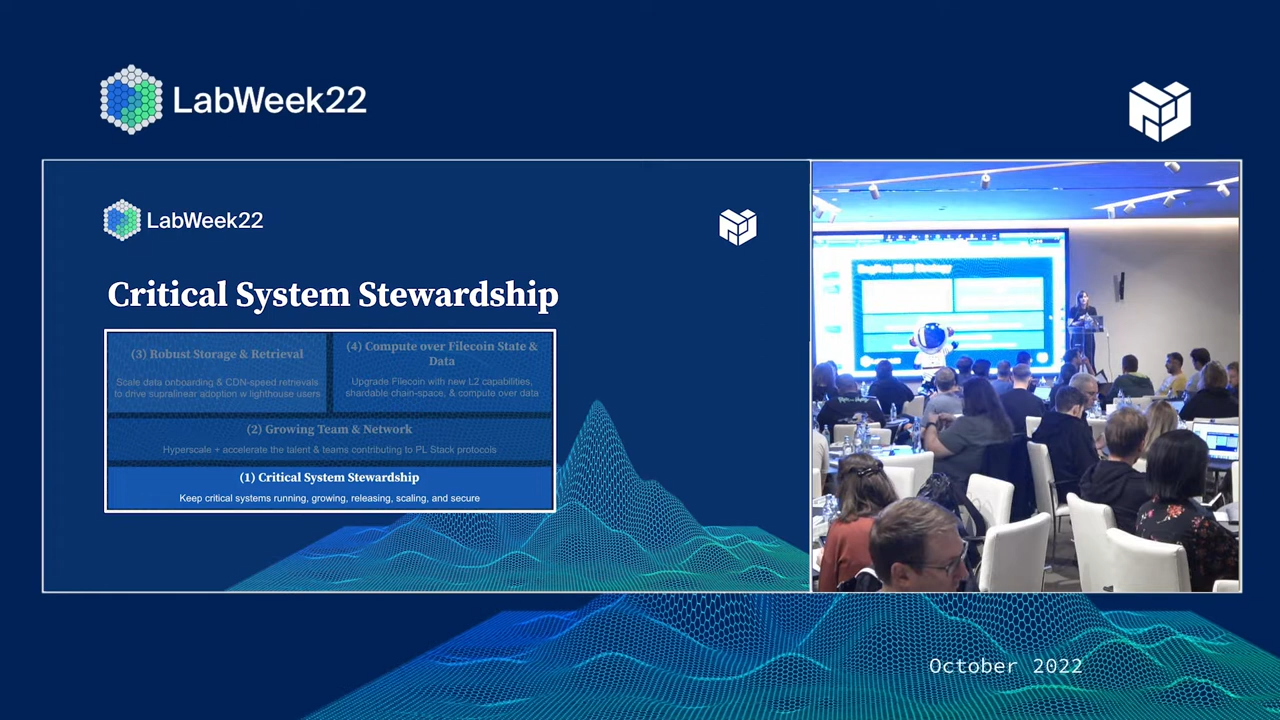 LabWeek22
LabWeek22
Critical System Stewardship
(3) Robust Storage & Retrieval
Scale data onboarding & CDN-speed retrievals
to drive supralinear adoption w lighthouse users
(4) Compute over Filecoin State &
Data
Upgrade Filecoin with new L2 capabilities,
shardable chain-space, & compute over data
(2) Growing Team & Network
Hyperscale + accelerate the talent & teams contributing to PL Stack protocols
(1) Critical System Stewardship
Keep critical systems running, growing, releasing, scaling, and secure
October 2022